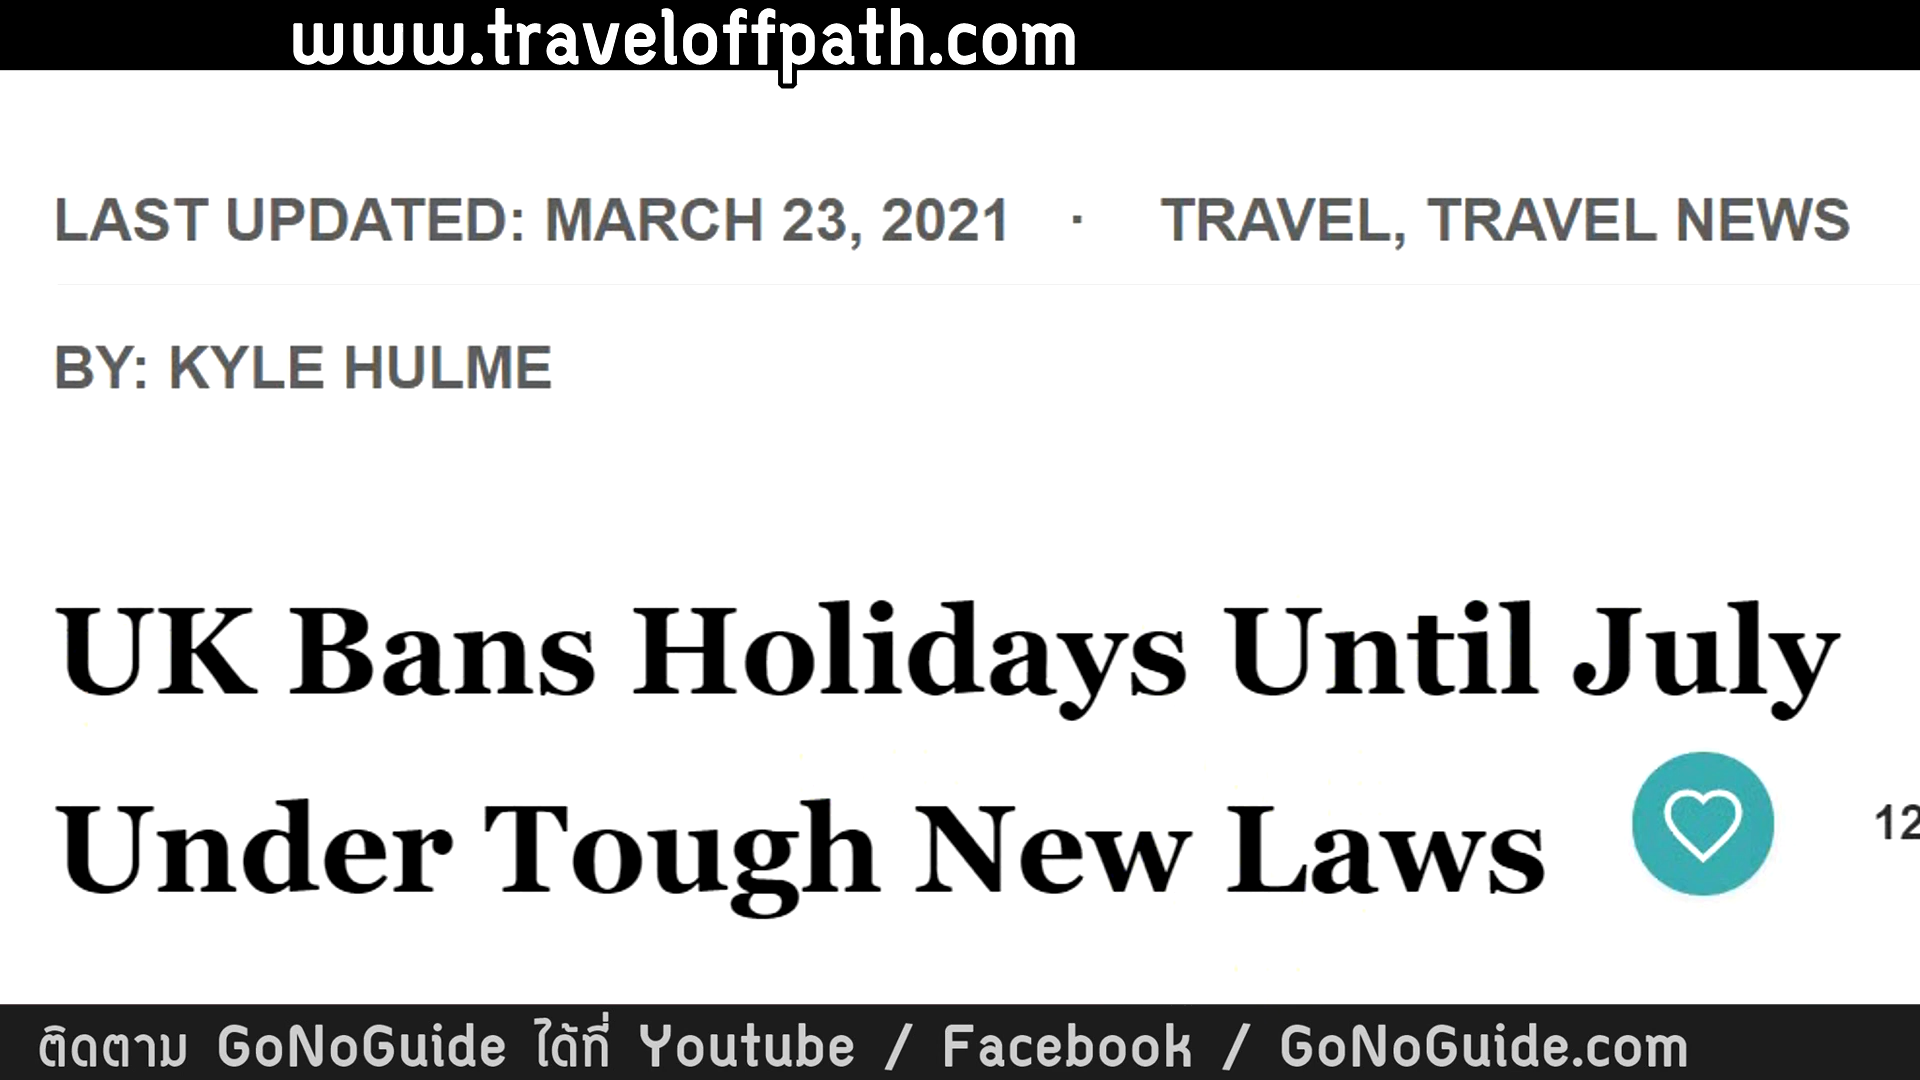 www.traveloffpath.com
LAST UPDATED: MARCH 23, 2021 · TRAVEL, TRAVEL NEWS
BY: KYLE HULME
UK Bans Holidays Until July
Under Tough New Laws
12
ติดตาม GoNoGuide ได้ที่ Youtube / Facebook / GoNoGuide.com